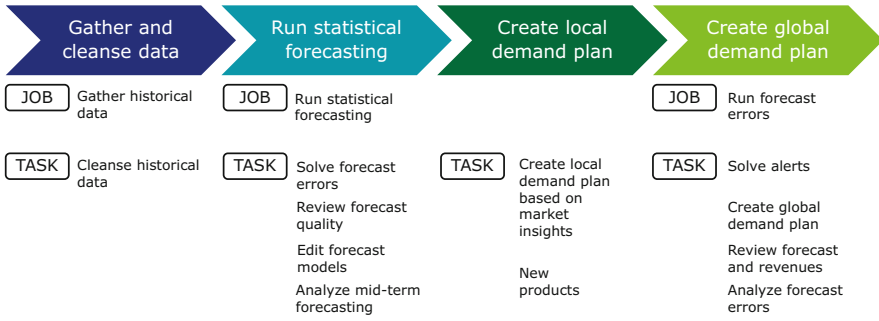 Gather and
cleanse data
Run statistical
forecasting
Create local
demand plan
Create global
demand plan
JOB
Gather historical
data
JOB
Run statistical
forecasting
JOB
Run forecast
errors
TASK
Cleanse historical
data
TASK
Solve forecast
errors
Review forecast
quality
Edit forecast
models
Analyze mid-term
forecasting
TASK
Create local
demand plan
based on
market
insights
New
products
TASK
Solve alerts
Create global
demand plan
Review forecast
and revenues
Analyze forecast
errors